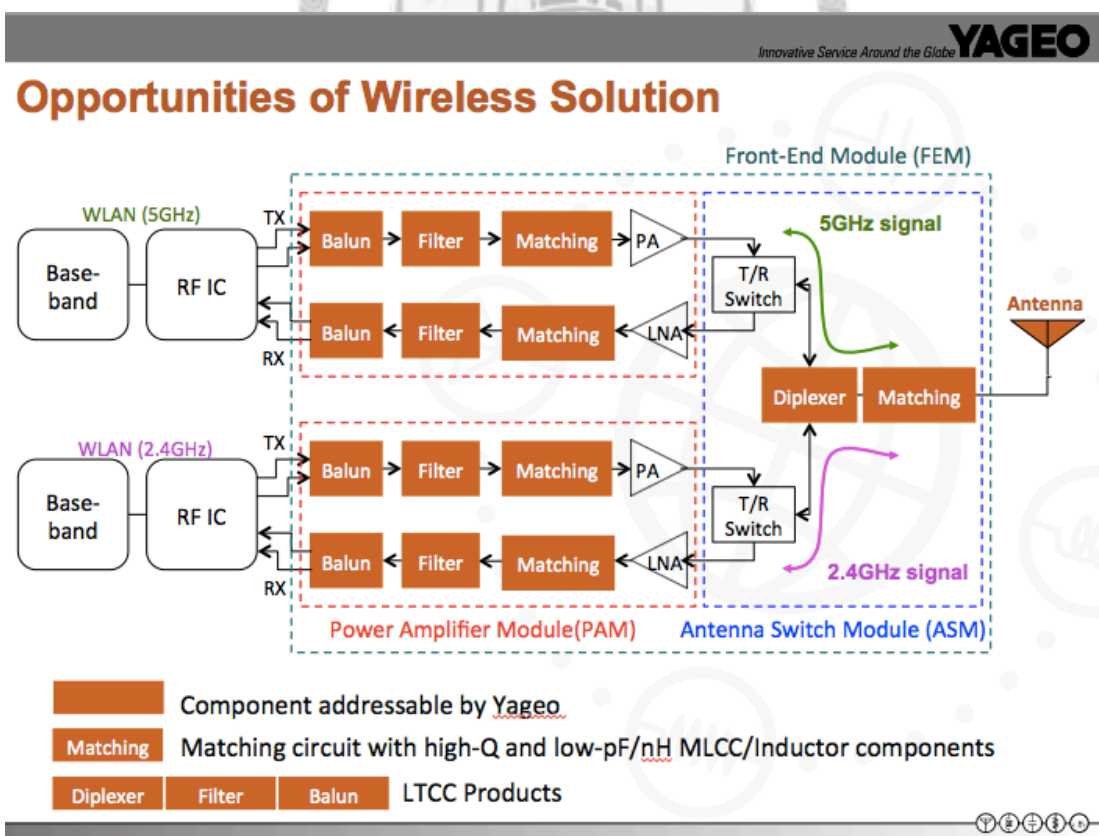 Innovative Service Around the Globe YAGEO
Opportunities of Wireless Solution
Front-End Module (FEM)
WLAN (5GHz)
TX
Base-
band
RF IC
Balun
Filter
Matching
PA
5GHz signal
T/R
Switch
Antenna
Balun
Filter
Matching
LNA
RX
Diplexer
Matching
WLAN (2.4GHz)
TX
Base-
band
RF IC
Balun
Filter
Matching
PA
T/R
Switch
Balun
Filter
Matching
LNA
2.4GHz signal
RX
Power Amplifier Module(PAM)
Antenna Switch Module (ASM)
Component addressable by Yageo
Matching
Matching circuit with high-Q and low-pF/nH MLCC/Inductor components
Diplexer
Filter
Balun
LTCC Products